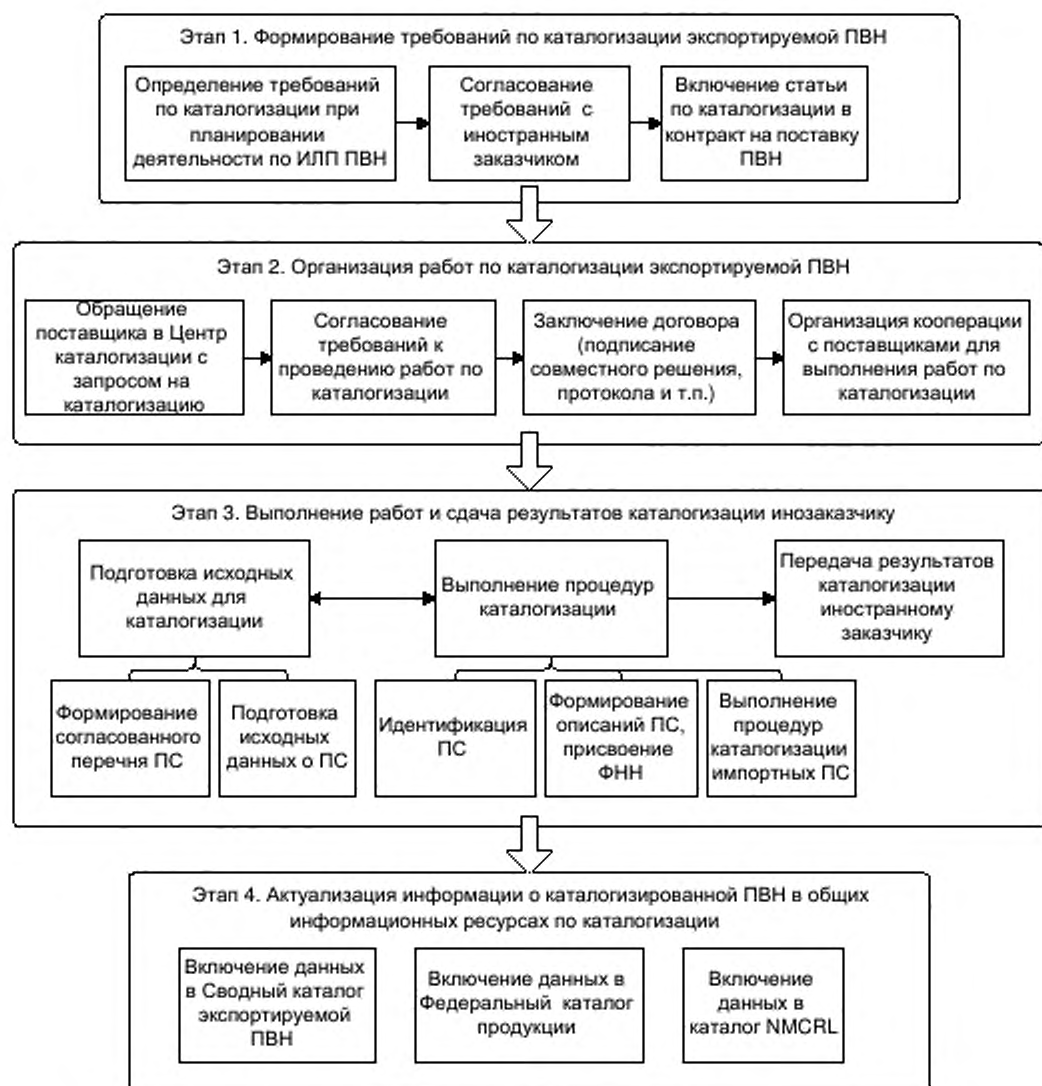 Этап 1. Формирование требований по каталогизации экспортируемой ПВН
Определение требований
по каталогизации при
планировании
деятельности по ИЛП ПВН
Согласование
требований с
иностранным
заказчиком
Включение статьи
по каталогизации в
контракт на поставку
ПВН
Этап 2. Организация работ по каталогизации экспортируемой ПВН
Обращение
поставщика в Центр
каталогизации с
запросом на
каталогизацию
Согласование
требований к
проведению работ по
каталогизации
Заключение договора
(подписание
совместного решения,
протокола и т.п.)
Организация кооперации
с поставщиками для
выполнения работ по
каталогизации
Этап 3. Выполнение работ и сдача результатов каталогизации инозаказчику
Подготовка исходных
данных для
каталогизации
Выполнение процедур
каталогизации
Передача результатов
каталогизации
иностранному
заказчику
Формирование
согласованного
перечня ПС
Подготовка
исходных
данных о ПС
Идентификация
ПС
Формирование
описаний ПС,
присвоение
ФНН
Выполнение
процедур
каталогизации
импортных ПС
Этап 4. Актуализация информации о каталогизированной ПВН в общих
информационных ресурсах по каталогизации
Включение данных
в Сводный каталог
экспортируемой
ПВН
Включение данных в
Федеральный каталог
продукции
Включение
данных в
каталог NMCRL